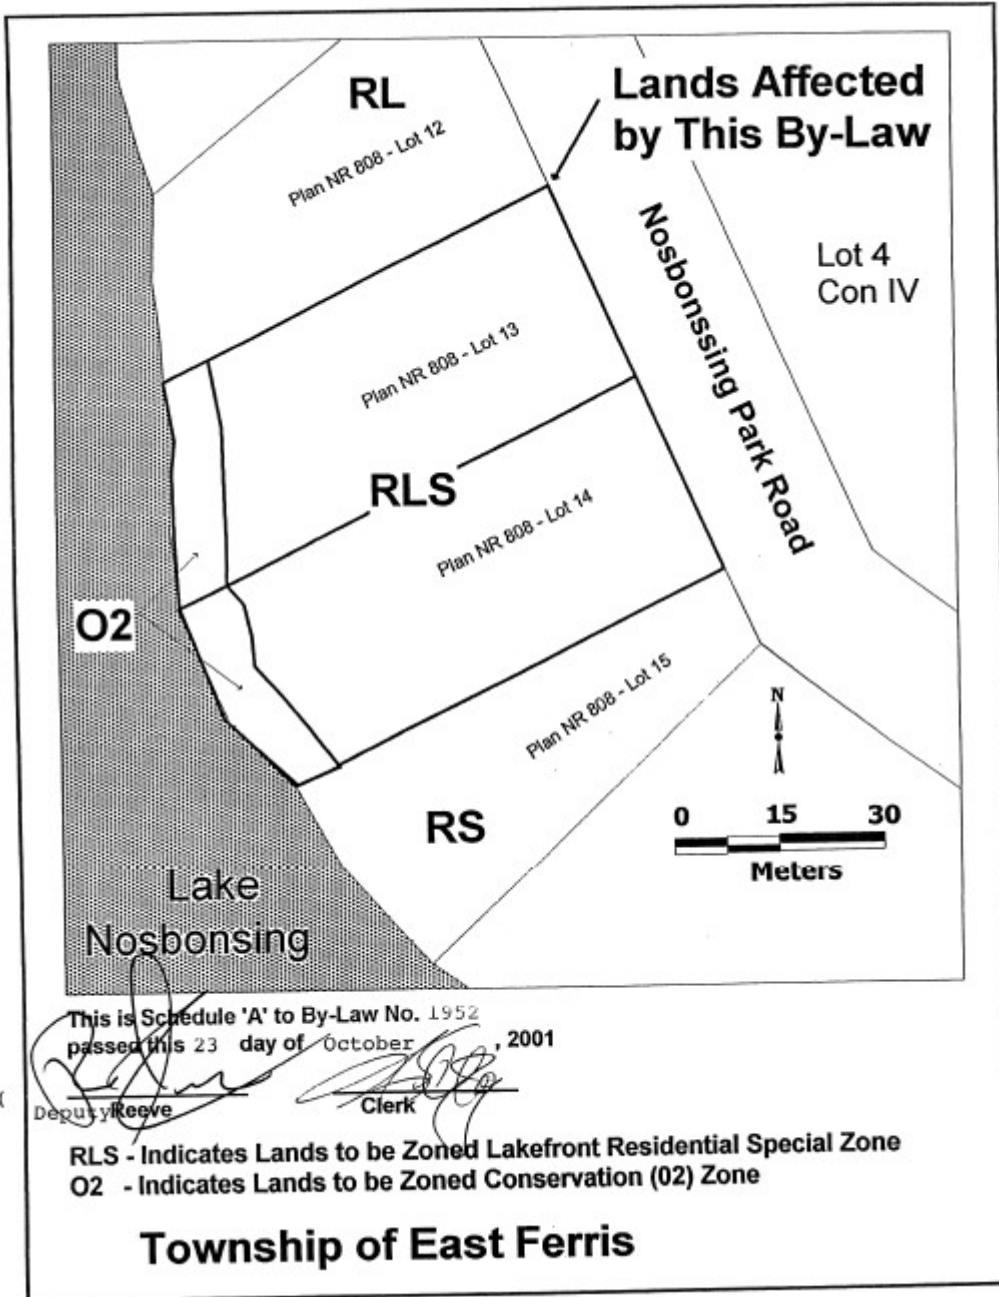 RL
Lands Affected
by This By-Law
Plan NR 808 - Lot 12
Nosbonssing Park Road
Lot 4
Con IV
Plan NR 808 - Lot 13
RLS
Plan NR 808 - Lot 14
O2
Plan NR 808 - Lot 15
N
RS
0 15 30
Meters
Lake
Nosbonsing
This is Schedule 'A' to By-Law No. 1952
passed this 23 day of October, 2001
Deputy Reeve
Clerk
RLS - Indicates Lands to be Zoned Lakefront Residential Special Zone
O2 - Indicates Lands to be Zoned Conservation (02) Zone
Township of East Ferris